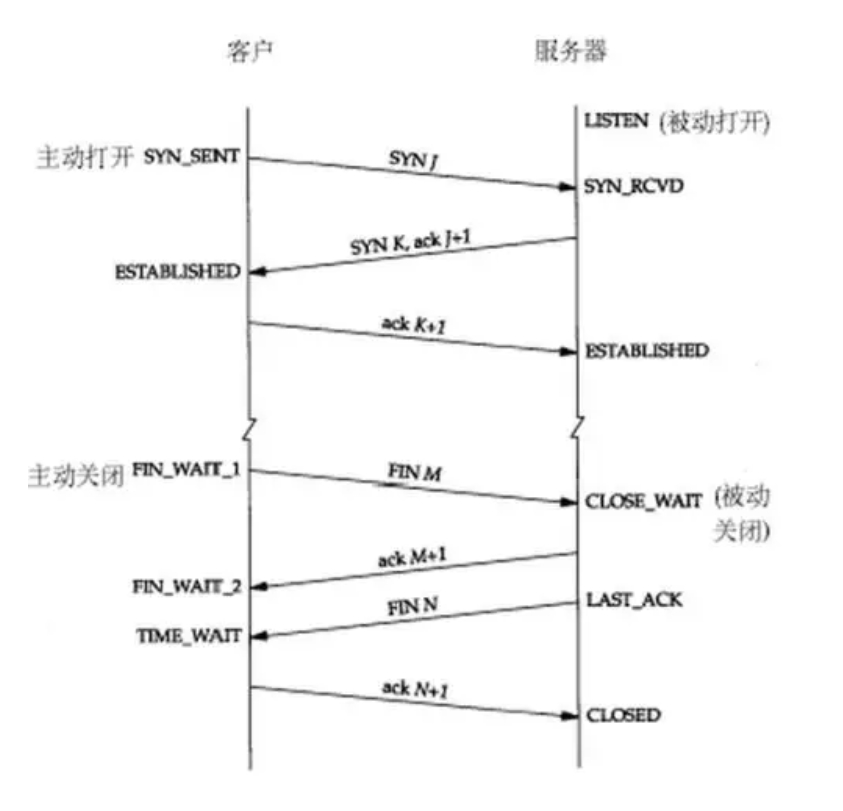 客户 服务器
LISTEN (被动打开)
主动打开 SYN_SENT
SYN J
SYN_RCVD
SYN K, ack J+1
ESTABLISHED
ack K+1
ESTABLISHED
主动关闭 FIN_WAIT_1
FIN M
CLOSE_WAIT (被动
关闭)
ack M+1
FIN_WAIT_2
FIN N
LAST_ACK
TIME_WAIT
ack N+1
CLOSED